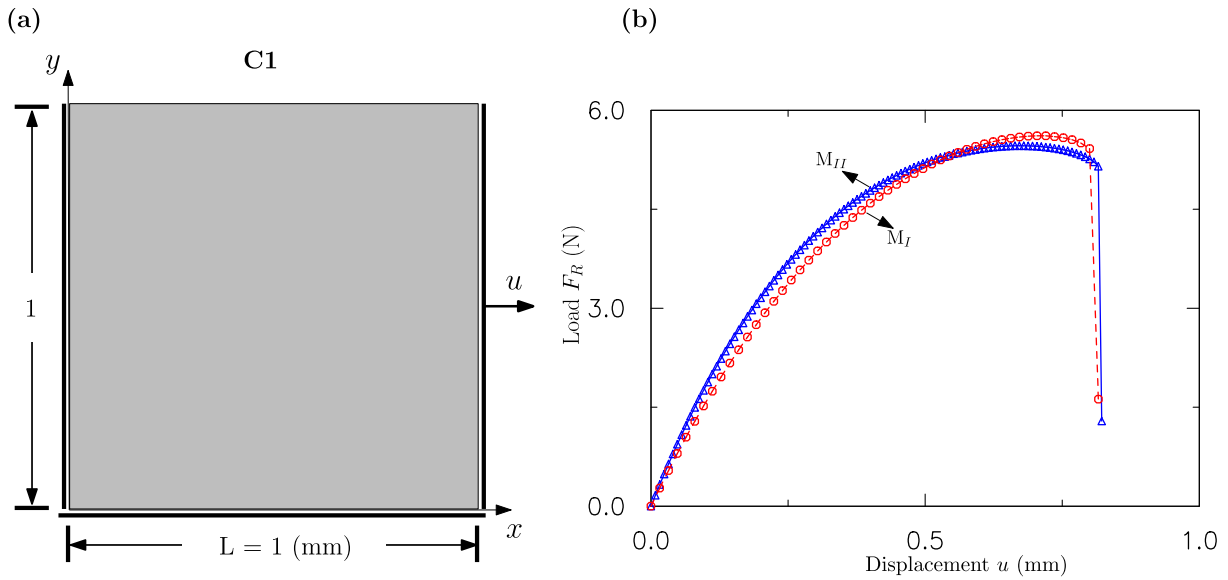 (a)
C1
y
1
u
x
L = 1 (mm)
(b)
6.0
3.0
0.0
Load F_R (N)
M_II
M_I
0.0
0.5
1.0
Displacement u (mm)